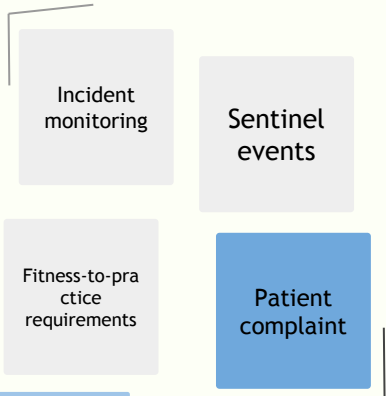 Incident
monitoring
Sentinel
events
Fitness-to-pra
ctice
requirements
Patient
complaint